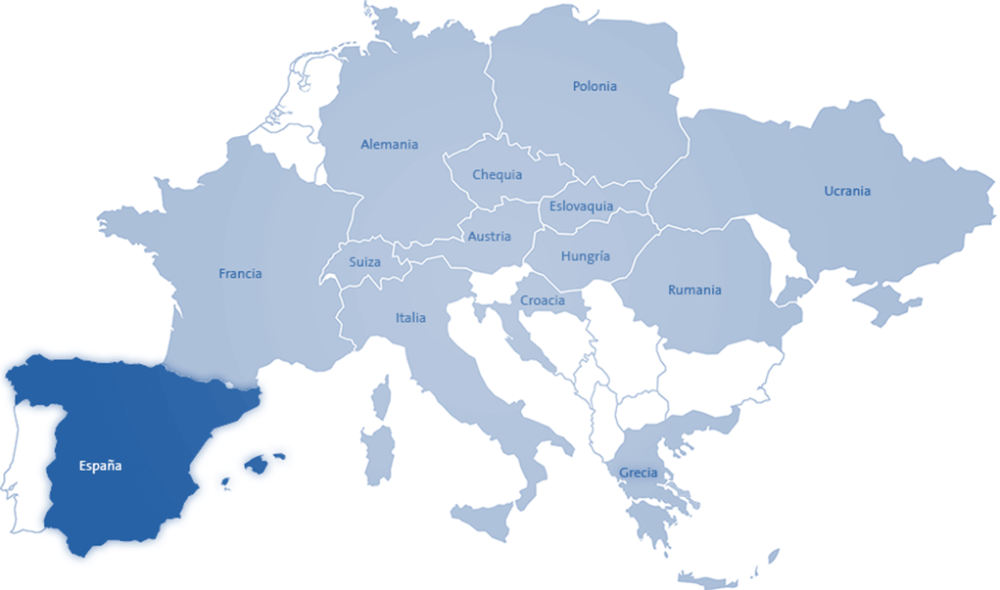 Polonia
Alemania
Chequia
Ucrania
Eslovaquia
Austria
Hungría
Suiza
Francia
Rumania
Croacia
Italia
España
Grecia